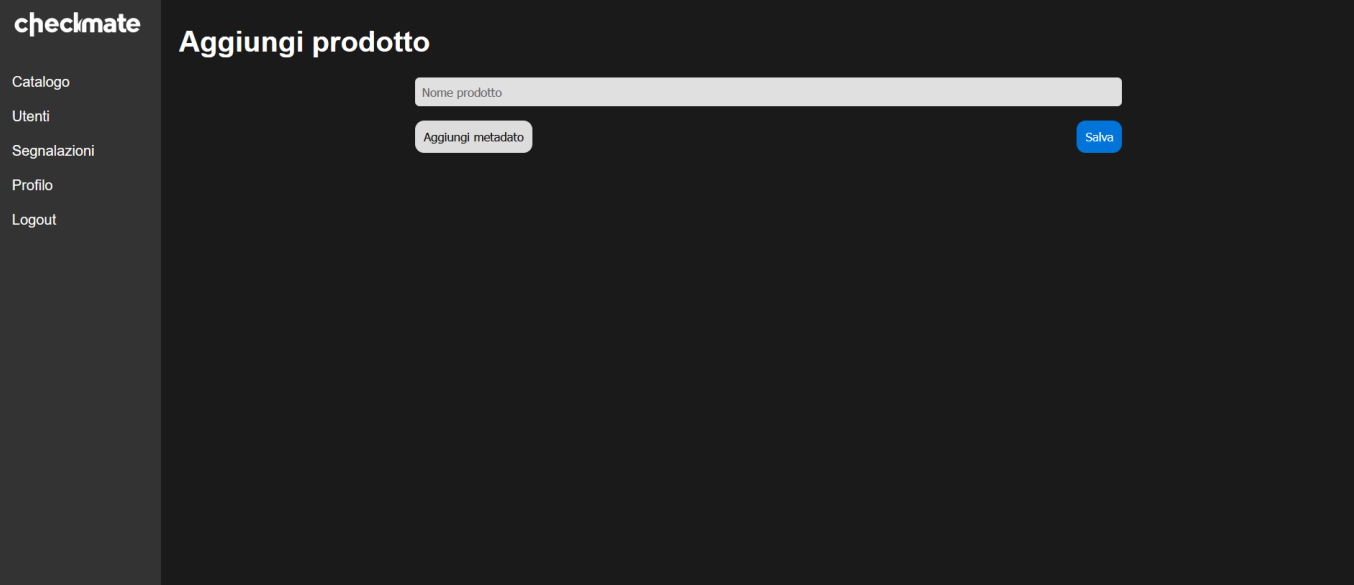 checkmate
Catalogo
Utenti
Segnalazioni
Profilo
Logout
Aggiungi prodotto
Nome prodotto
Aggiungi metadato
Salva